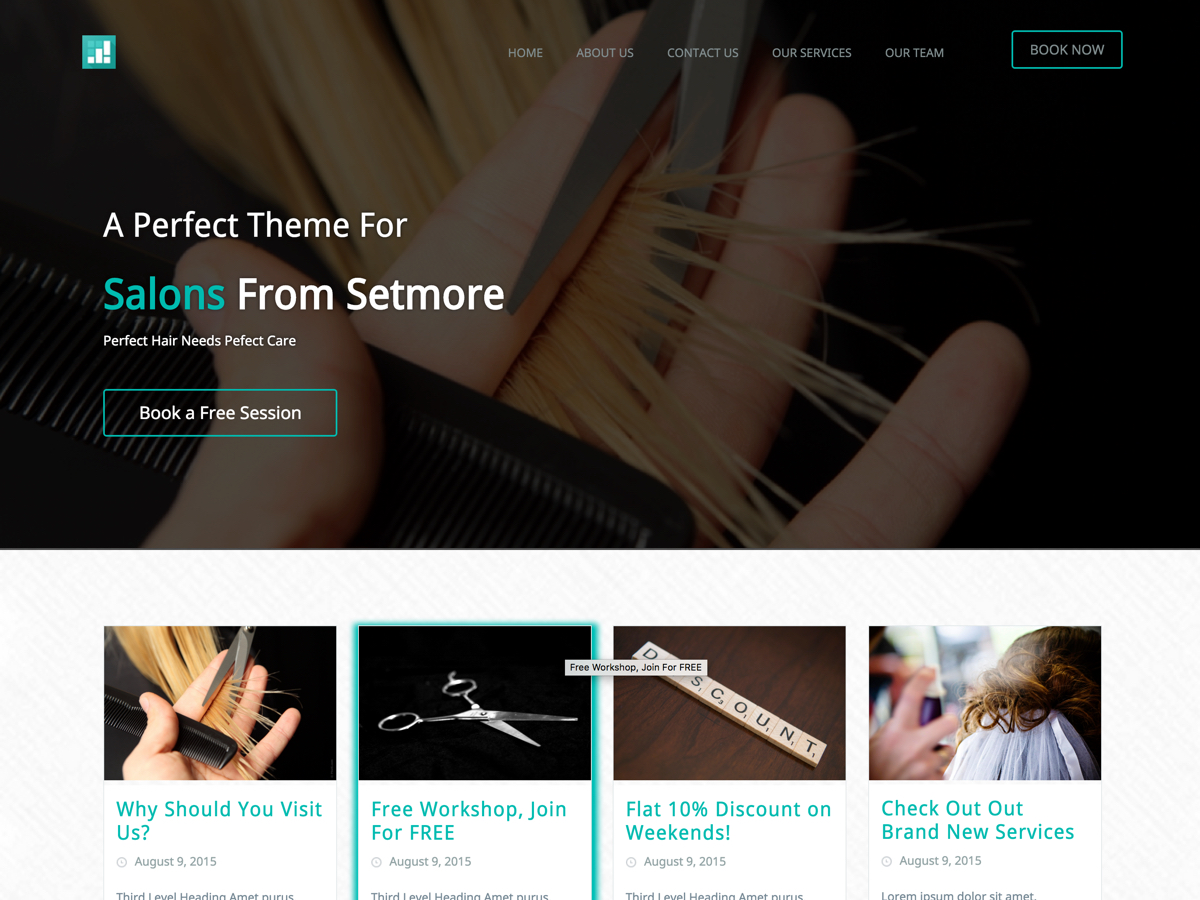 HOME ABOUT US CONTACT US OUR SERVICES OUR TEAM BOOK NOW
A Perfect Theme For
Salons From Setmore
Perfect Hair Needs Pefect Care
Book a Free Session
Free Workshop, Join For FREE
DISCOUNT
Why Should You Visit
Us?
August 9, 2015
Third Level Heading Amet purus
Free Workshop, Join
For FREE
August 9, 2015
Third Level Heading Amet purus
Flat 10% Discount on
Weekends!
August 9, 2015
Third Level Heading Amet purus
Check Out Out
Brand New Services
August 9, 2015
Lorem ipsum dolor sit amet,